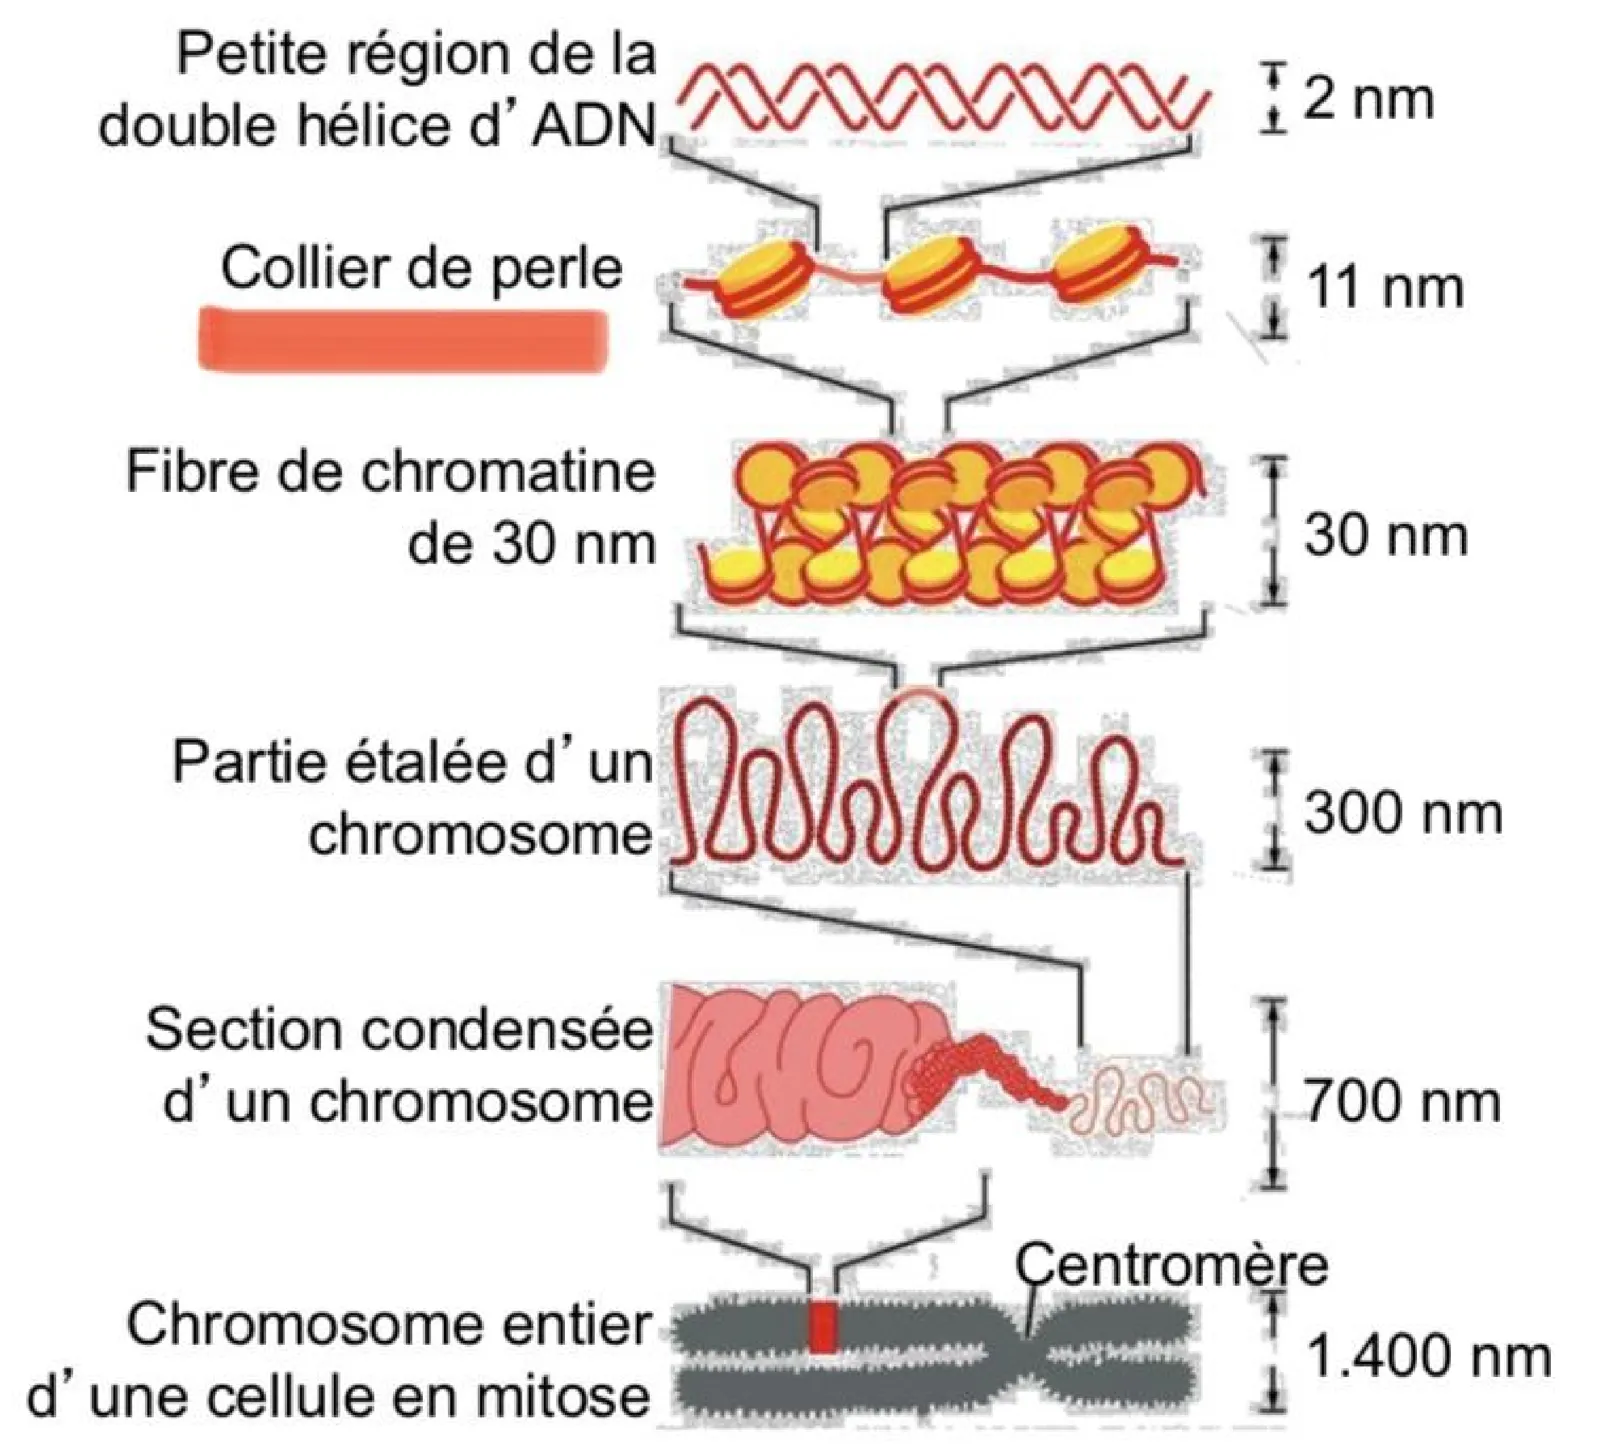 Petite région de la
double hélice d’ ADN
2 nm
Collier de perle
11 nm
Fibre de chromatine
de 30 nm
30 nm
Partie étalée d’ un
chromosome
300 nm
Section condensée
d’ un chromosome
700 nm
Centromère
Chromosome entier
d’ une cellule en mitose
1.400 nm